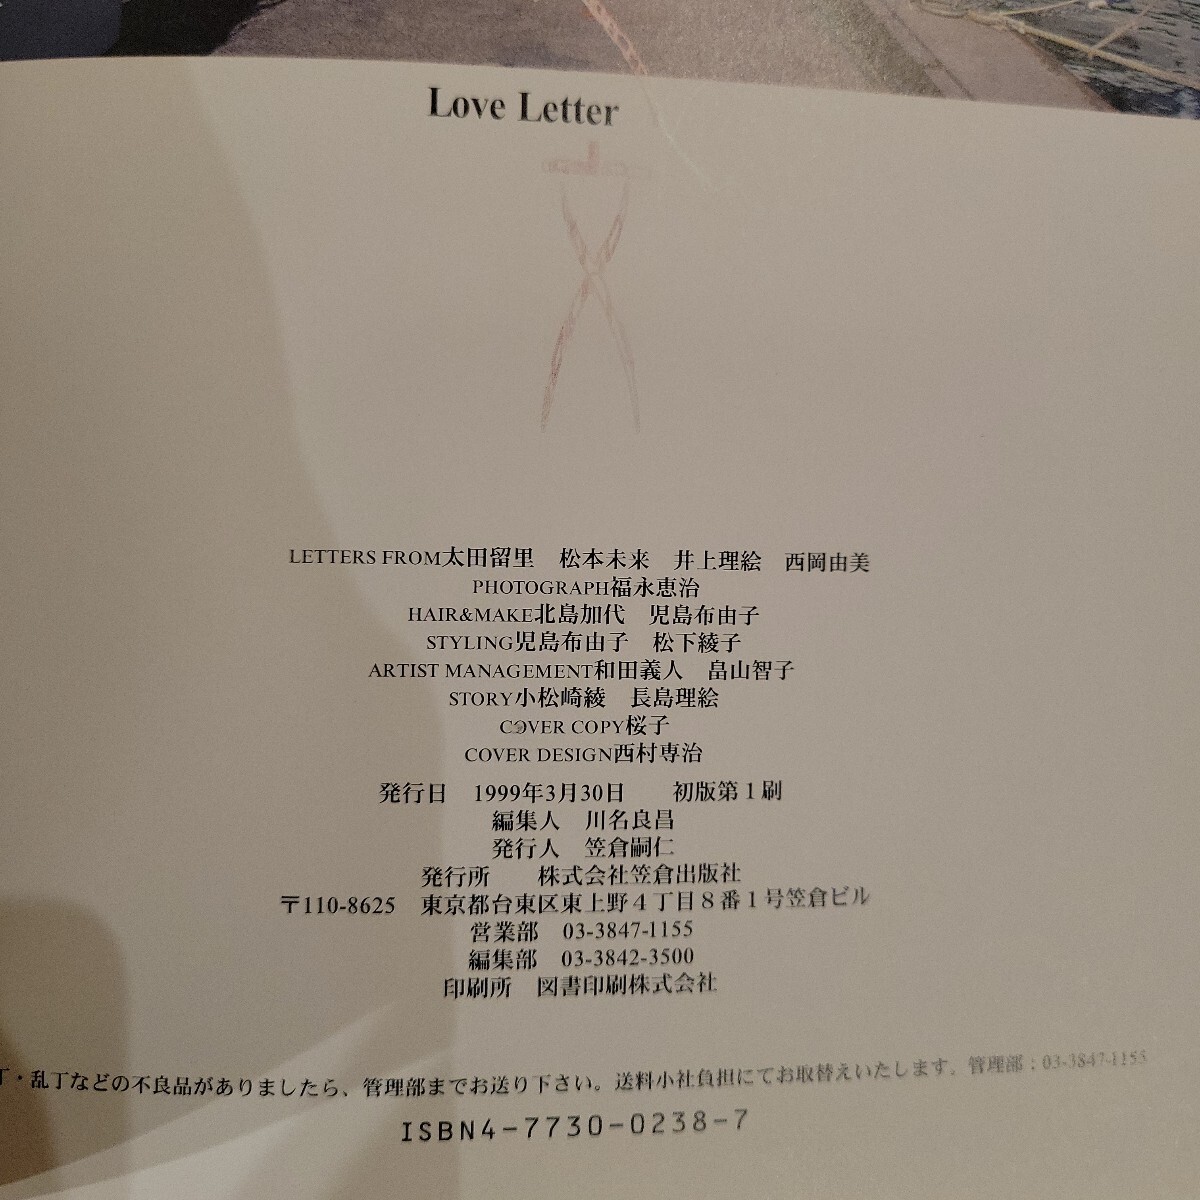 Love Letter
LETTERS FROM太田留里　松本未来　井上理絵　西岡由美
PHOTOGRAPH福永恵治
HAIR&MAKE北島加代　児島布由子
STYLING児島布由子　松下綾子
ARTIST MANAGEMENT和田義人　畠山智子
STORY小松崎綾　長島理絵
COVER COPY桜子
COVER DESIGN西村専治
発行日　1999年3月30日　　初版第１刷
編集人　川名良昌
発行人　笠倉嗣仁
発行所　　株式会社笠倉出版社
〒110-8625　東京都台東区東上野４丁目８番１号笠倉ビル
営業部　03-3847-1155
編集部　03-3842-3500
印刷所　図書印刷株式会社
丁・乱丁などの不良品がありましたら、管理部までお送り下さい。送料小社負担にてお取替えいたします。管理部：03-3847-1155
ISBN4-7730-0238-7